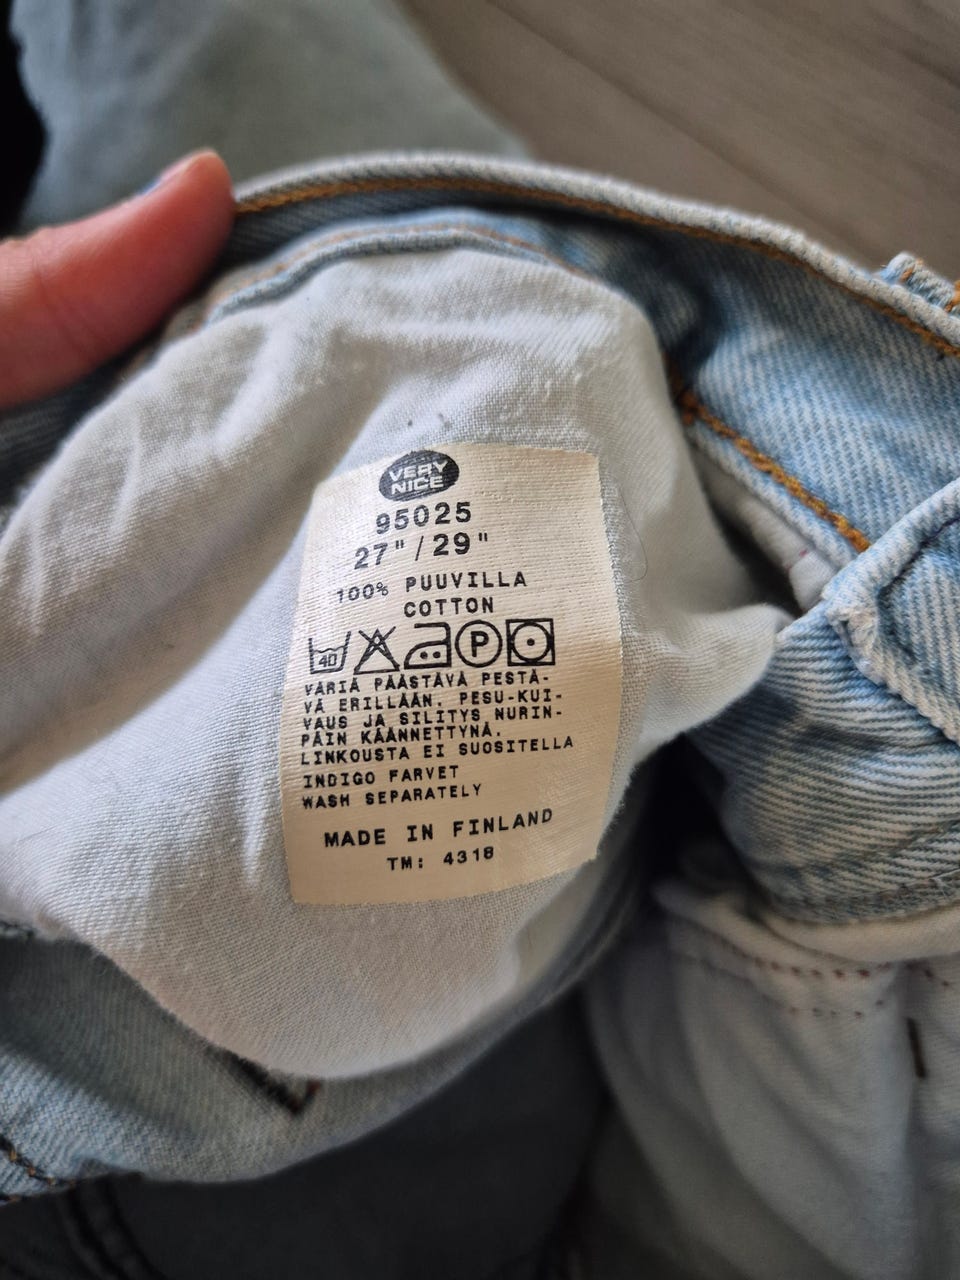 VERY
NICE
95025
27"/29"
100% PUUVILLA
COTTON
40 P
VÄRIÄ PÄÄSTÄVÄ PESTÄ-
VÄ ERILLÄÄN. PESU-KUI-
VAUS JA SILITYS NURIN-
PÄIN KÄÄNNETTYNÄ.
LINKOUSTA EI SUOSITELLA
INDIGO FARVET
WASH SEPARATELY
MADE IN FINLAND
TM: 4318